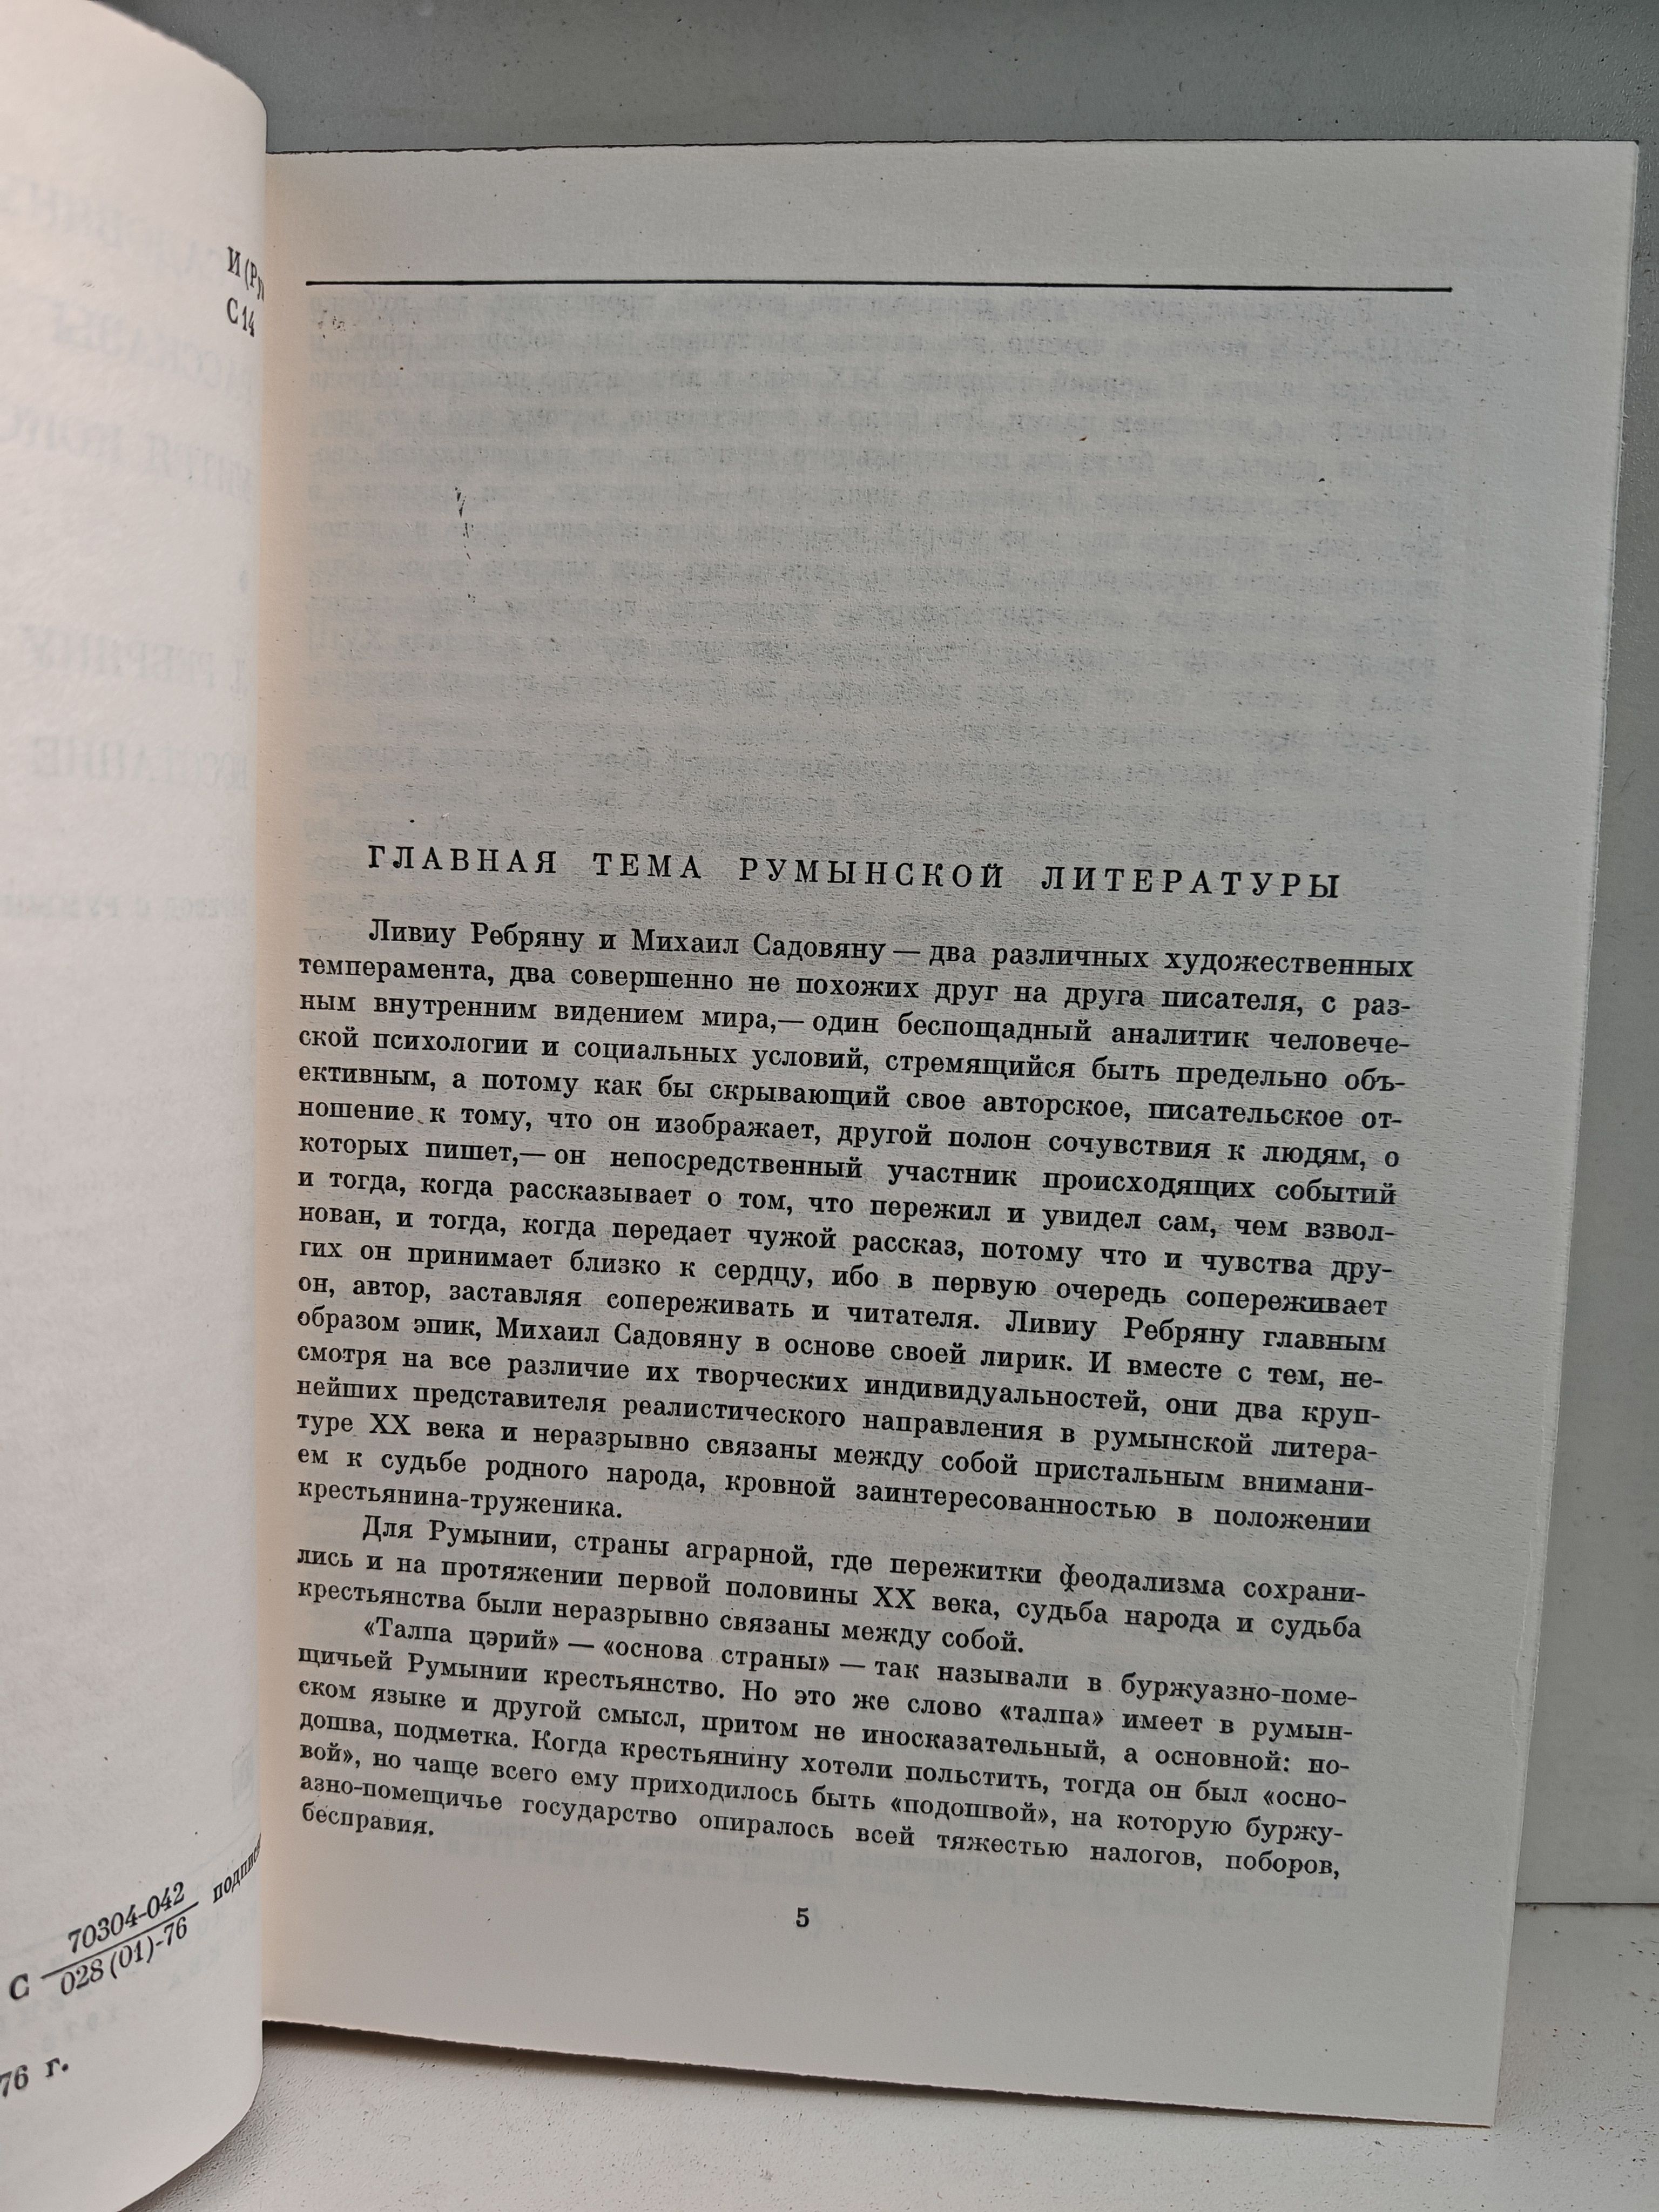 И (Р
С 14
С 70304-042
028 (01)-76
76 г.
ГЛАВНАЯ ТЕМА РУМЫНСКОЙ ЛИТЕРАТУРЫ
Ливиу Ребряну и Михаил Садовяну — два различных художественных
темперамента, два совершенно не похожих друг на друга писателя, с раз-
ным внутренним видением мира,— один беспощадный аналитик человече-
ской психологии и социальных условий, стремящийся быть предельно объ-
ективным, а потому как бы скрывающий свое авторское, писательское от-
ношение к тому, что он изображает, другой полон сочувствия к людям, о
которых пишет,— он непосредственный участник происходящих событий
и тогда, когда рассказывает о том, что пережил и увидел сам, чем взвол-
нован, и тогда, когда передает чужой рассказ, потому что и чувства дру-
гих он принимает близко к сердцу, ибо в первую очередь сопереживает
он, автор, заставляя сопереживать и читателя. Ливиу Ребряну главным
образом эпик, Михаил Садовяну в основе своей лирик. И вместе с тем, не-
смотря на все различие их творческих индивидуальностей, они два круп-
нейших представителя реалистического направления в румынской литера-
туре XX века и неразрывно связаны между собой пристальным внимани-
ем к судьбе родного народа, кровной заинтересованностью в положении
крестьянина-труженика.
Для Румынии, страны аграрной, где пережитки феодализма сохрани-
лись и на протяжении первой половины XX века, судьба народа и судьба
крестьянства были неразрывно связаны между собой.
«Талпа цэрий» — «основа страны» — так называли в буржуазно-поме-
щичьей Румынии крестьянство. Но это же слово «талпа» имеет в румын-
ском языке и другой смысл, притом не иносказательный, а основной: по-
дошва, подметка. Когда крестьянину хотели польстить, тогда он был «осно-
вой», но чаще всего ему приходилось быть «подошвой», на которую буржу-
азно-помещичье государство опиралось всей тяжестью налогов, поборов,
бесправия.
5